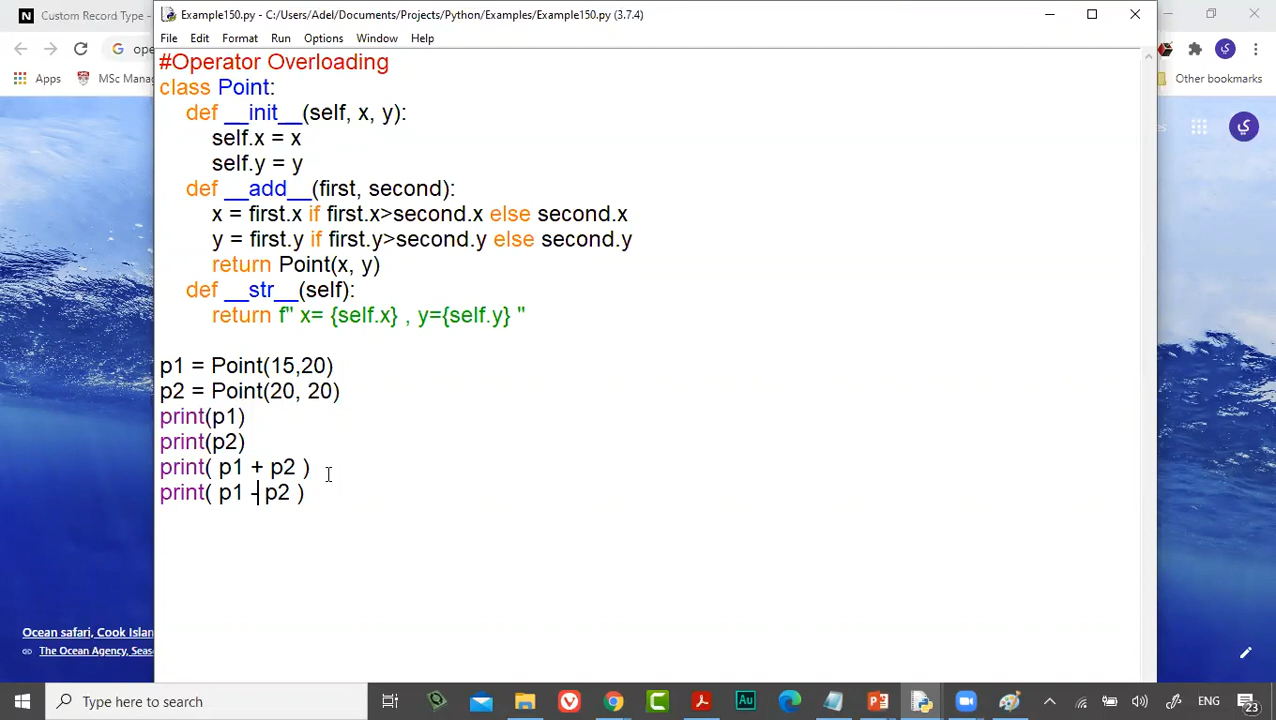 Custom Record Type
Example150.py - C:/Users/Adel/Documents/Projects/Python/Examples/Example150.py (3.7.4)
File Edit Format Run Options Window Help
ope
Apps
MSc Manag
Other bookmarks
#Operator Overloading
class Point:
    def __init__(self, x, y):
        self.x = x
        self.y = y
    def __add__(first, second):
        x = first.x if first.x>second.x else second.x
        y = first.y if first.y>second.y else second.y
        return Point(x, y)
    def __str__(self):
        return f" x= {self.x} , y={self.y} "
p1 = Point(15,20)
p2 = Point(20, 20)
print(p1)
print(p2)
print( p1 + p2 )
print( p1 - p2 )
Ocean safari, Cook Islan
The Ocean Agency, Seas
Type here to search
ENG
23